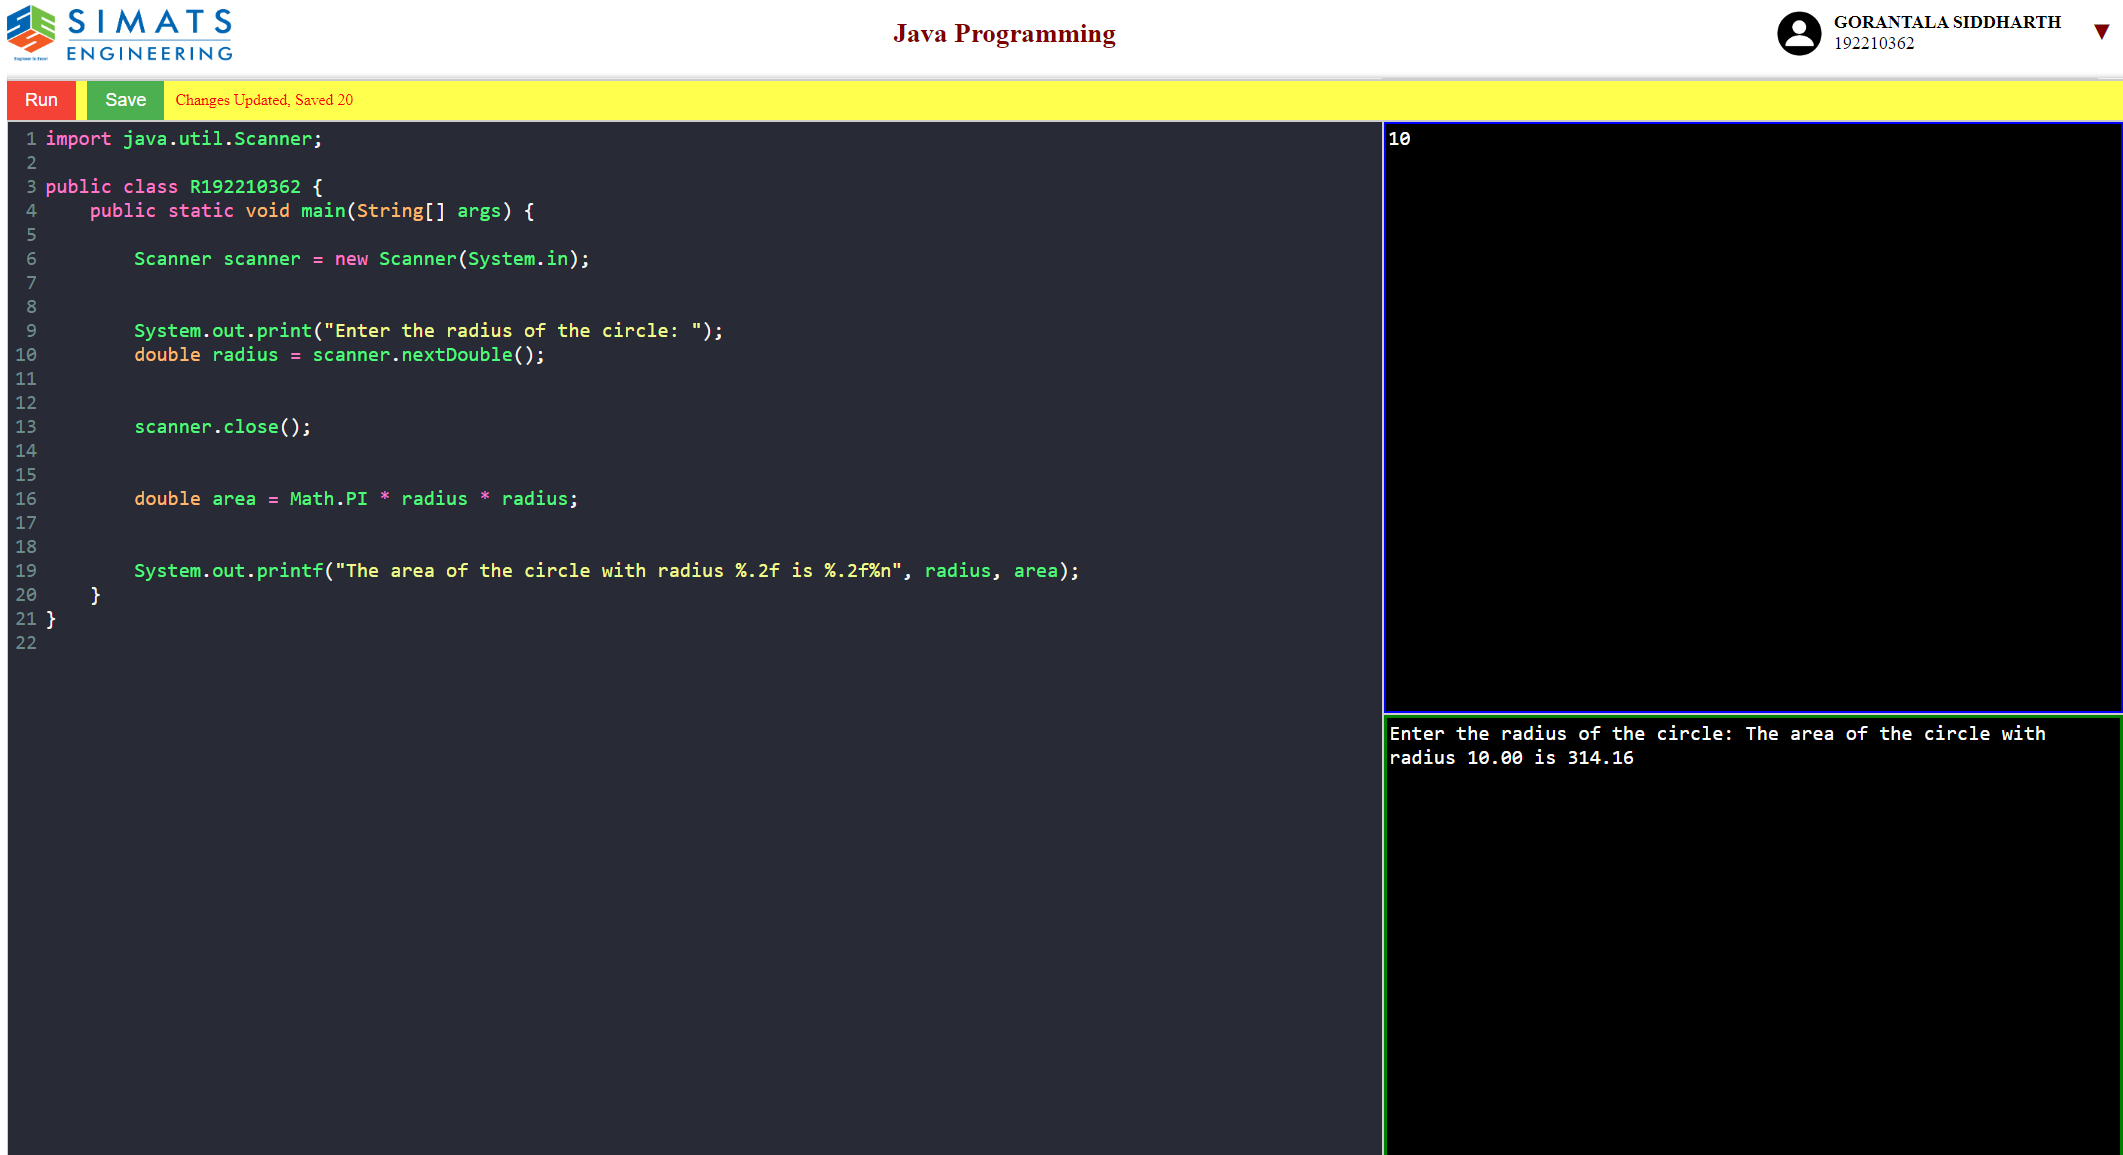 SIMATS
ENGINEERING
Engineer to Excel
Java Programming
GORANTALA SIDDHARTH
192210362
▼
Run
Save
Changes Updated, Saved 20
1 import java.util.Scanner;
2
3 public class R192210362 {
4     public static void main(String[] args) {
5
6         Scanner scanner = new Scanner(System.in);
7
8
9         System.out.print("Enter the radius of the circle: ");
10         double radius = scanner.nextDouble();
11
12
13         scanner.close();
14
15
16         double area = Math.PI * radius * radius;
17
18
19         System.out.printf("The area of the circle with radius %.2f is %.2f%n", radius, area);
20     }
21 }
22
10
Enter the radius of the circle: The area of the circle with
radius 10.00 is 314.16